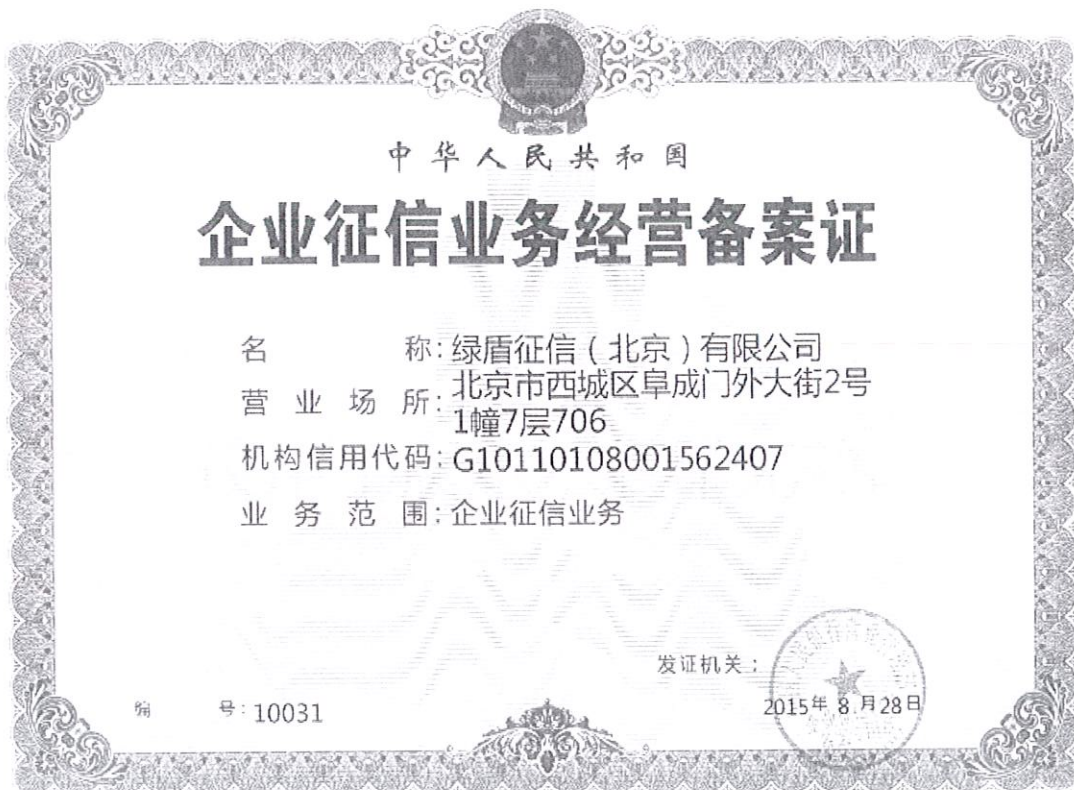 中华人民共和国
企业征信业务经营备案证
名 称：绿盾征信（北京）有限公司
营业场所：北京市西城区阜成门外大街2号
1幢7层706
机构信用代码：G10110108001562407
业务范围：企业征信业务
发证机关：
2015年 8月28日
编 号：10031